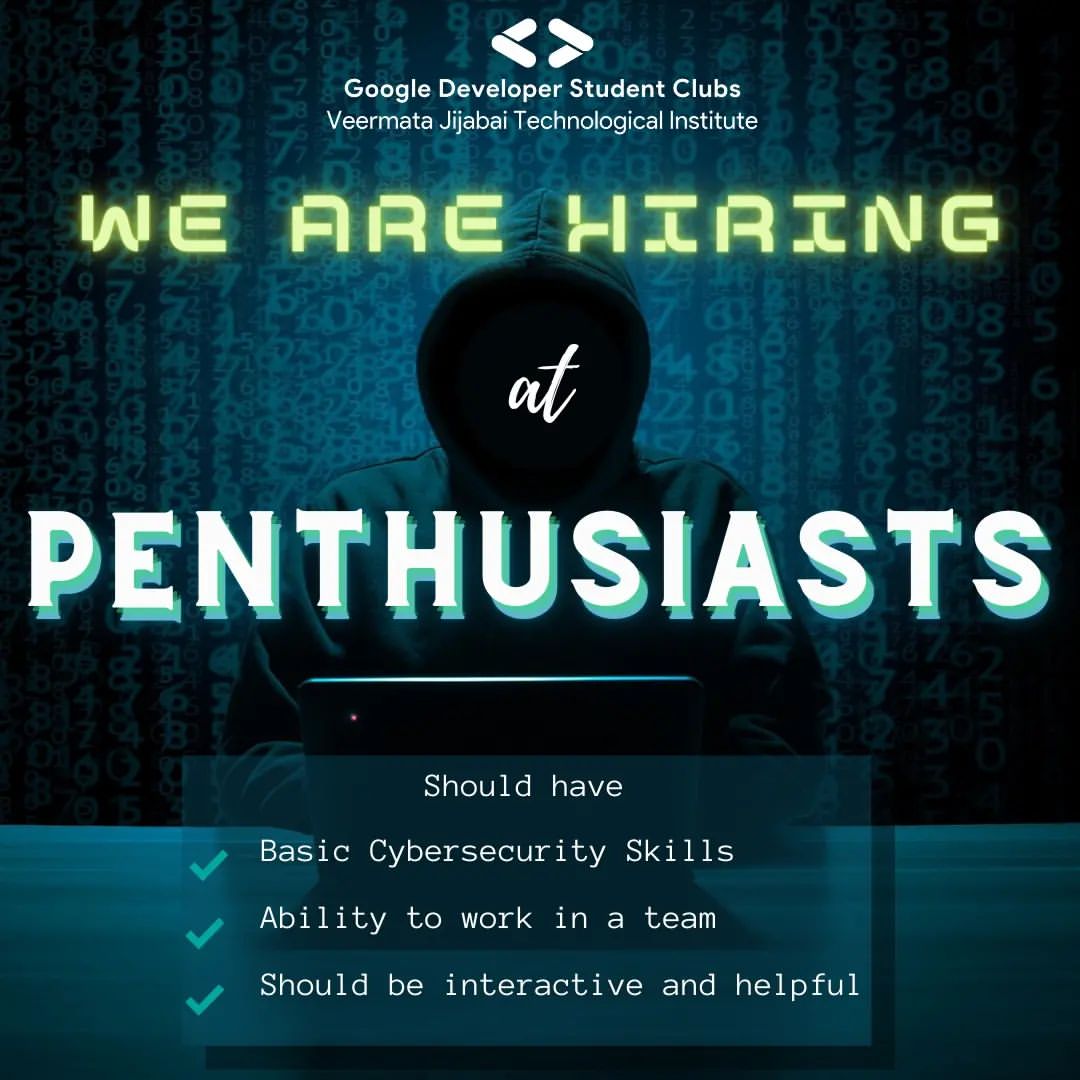 Google Developer Student Clubs
Veermata Jijabai Technological Institute
WE ARE HIRING
at
PENTHUSIASTS
Should have
Basic Cybersecurity Skills
Ability to work in a team
Should be interactive and helpful